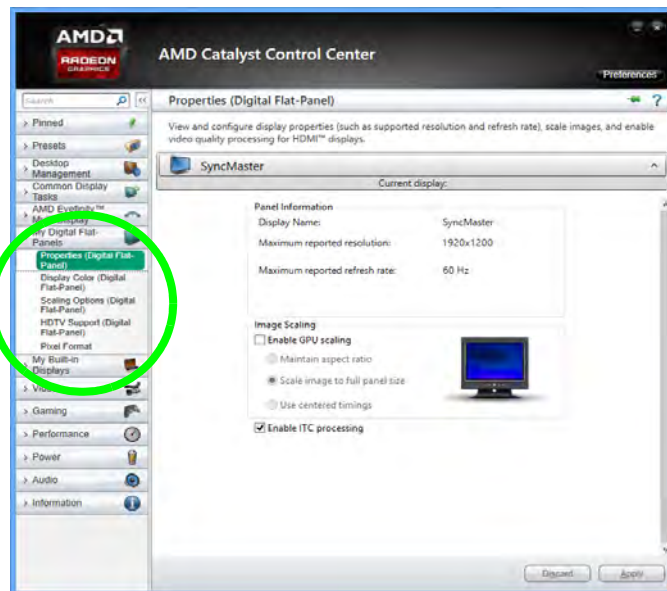 AMD
RADEON
GRAPHICS
AMD Catalyst Control Center
Preferences
Search
Properties (Digital Flat-Panel)
View and configure display properties (such as supported resolution and refresh rate), scale images, and enable
video quality processing for HDMI™ displays.
Pinned
Presets
Desktop
Management
Common Display
Tasks
AMD Eyefinity™
Display
My Digital Flat-
Panels
Properties (Digital Flat-
Panel)
Display Color (Digital
Flat-Panel)
Scaling Options (Digital
Flat-Panel)
HDTV Support (Digital
Flat-Panel)
Pixel Format
My Built-in
Displays
Video
Gaming
Performance
Power
Audio
Information
SyncMaster
Current display:
Panel Information
Display Name: SyncMaster
Maximum reported resolution: 1920x1200
Maximum reported refresh rate: 60 Hz
Image Scaling
Enable GPU scaling
Maintain aspect ratio
Scale image to full panel size
Use centered timings
Enable ITC processing
Discard
Apply